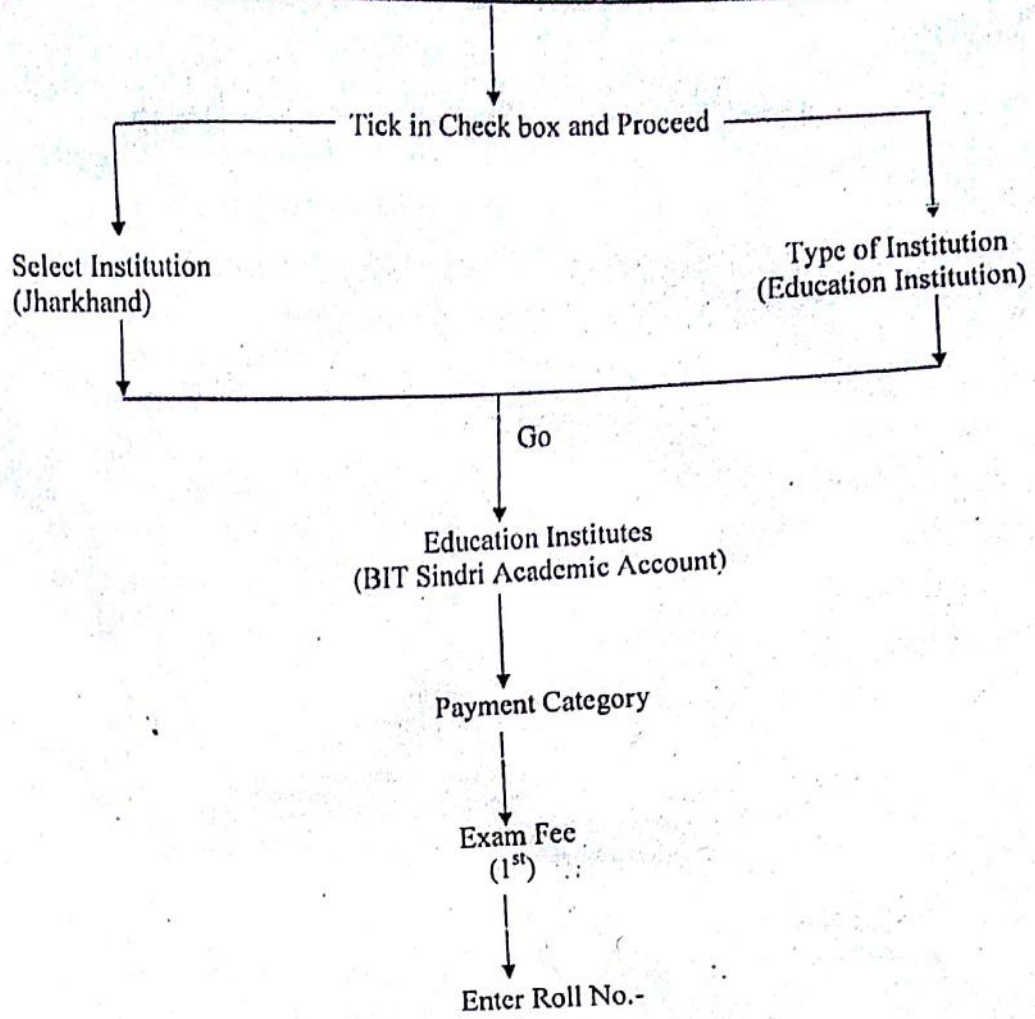 Tick in Check box and Proceed
Select Institution
(Jharkhand)
Type of Institution
(Education Institution)
Go
Education Institutes
(BIT Sindri Academic Account)
Payment Category
Exam Fee
(1st)
Enter Roll No.-